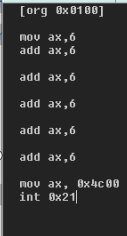 [org 0x0100]
mov ax,6
add ax,6
add ax,6
add ax,6
add ax,6
add ax,6
mov ax, 0x4c00
int 0x21